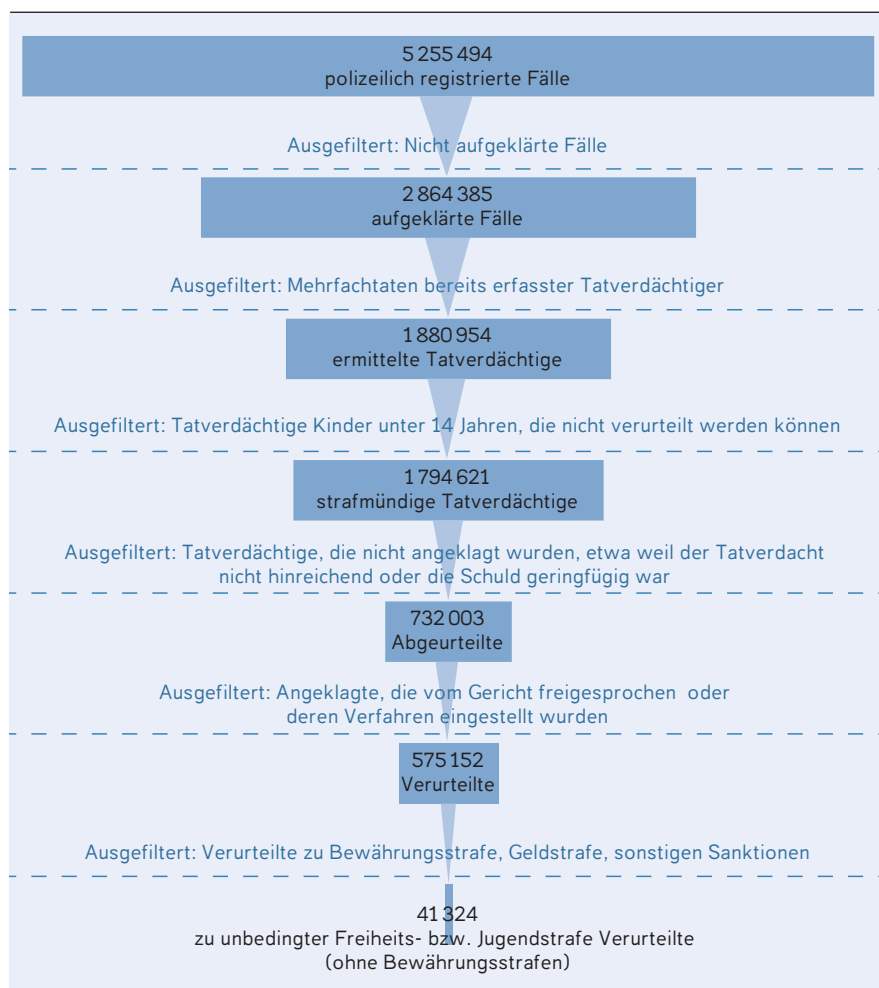 5 255 494
polizeilich registrierte Fälle
Ausgefiltert: Nicht aufgeklärte Fälle
2 864 385
aufgeklärte Fälle
Ausgefiltert: Mehrfachtaten bereits erfasster Tatverdächtiger
1 880 954
ermittelte Tatverdächtige
Ausgefiltert: Tatverdächtige Kinder unter 14 Jahren, die nicht verurteilt werden können
1 794 621
strafmündige Tatverdächtige
Ausgefiltert: Tatverdächtige, die nicht angeklagt wurden, etwa weil der Tatverdacht
nicht hinreichend oder die Schuld geringfügig war
732 003
Abgeurteilte
Ausgefiltert: Angeklagte, die vom Gericht freigesprochen oder
deren Verfahren eingestellt wurden
575 152
Verurteilte
Ausgefiltert: Verurteilte zu Bewährungsstrafe, Geldstrafe, sonstigen Sanktionen
41 324
zu unbedingter Freiheits- bzw. Jugendstrafe Verurteilte
(ohne Bewährungsstrafen)